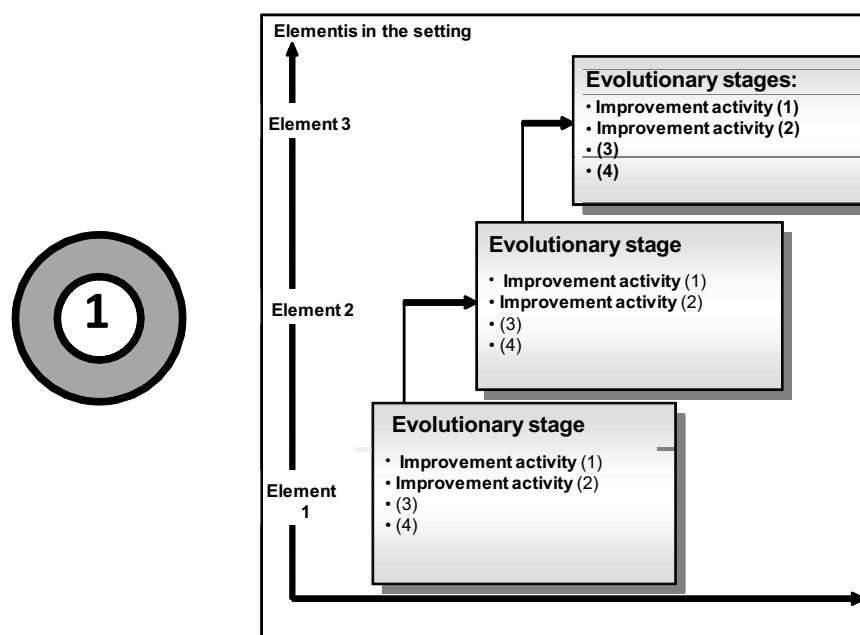 Elementis in the setting
Evolutionary stages:
• Improvement activity (1)
• Improvement activity (2)
• (3)
• (4)
Element 3
Evolutionary stage
• Improvement activity (1)
• Improvement activity (2)
• (3)
• (4)
Element 2
1
Evolutionary stage
• Improvement activity (1)
• Improvement activity (2)
• (3)
• (4)
Element
1